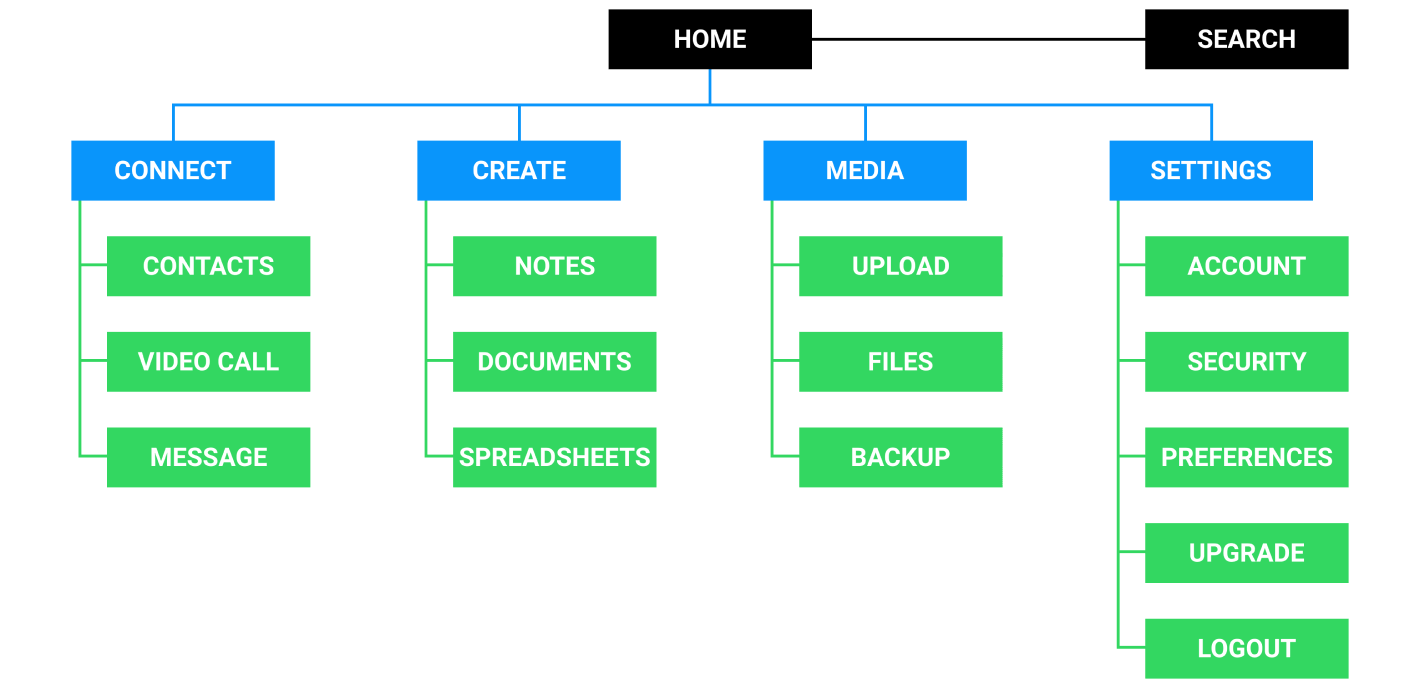 HOME
SEARCH
CONNECT
CREATE
MEDIA
SETTINGS
CONTACTS
NOTES
UPLOAD
ACCOUNT
VIDEO CALL
DOCUMENTS
FILES
SECURITY
MESSAGE
SPREADSHEETS
BACKUP
PREFERENCES
UPGRADE
LOGOUT